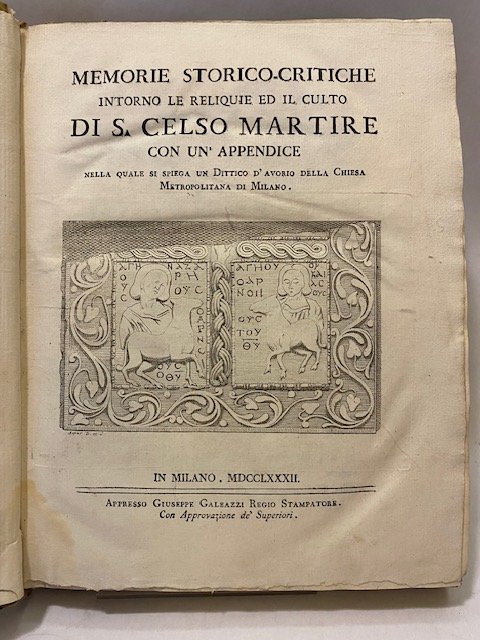 MEMORIE STORICO-CRITICHE
INTORNO LE RELIQUIE ED IL CULTO
DI S. CELSO MARTIRE
CON UN' APPENDICE
NELLA QUALE SI SPIEGA UN DITTICO D'AVORIO DELLA CHIESA
METROPOLITANA DI MILANO.
IN MILANO, MDCCLXXXII.
APPRESSO GIUSEPPE GALEAZZI REGIO STAMPATORE.
Con Approvazione de' Superiori.